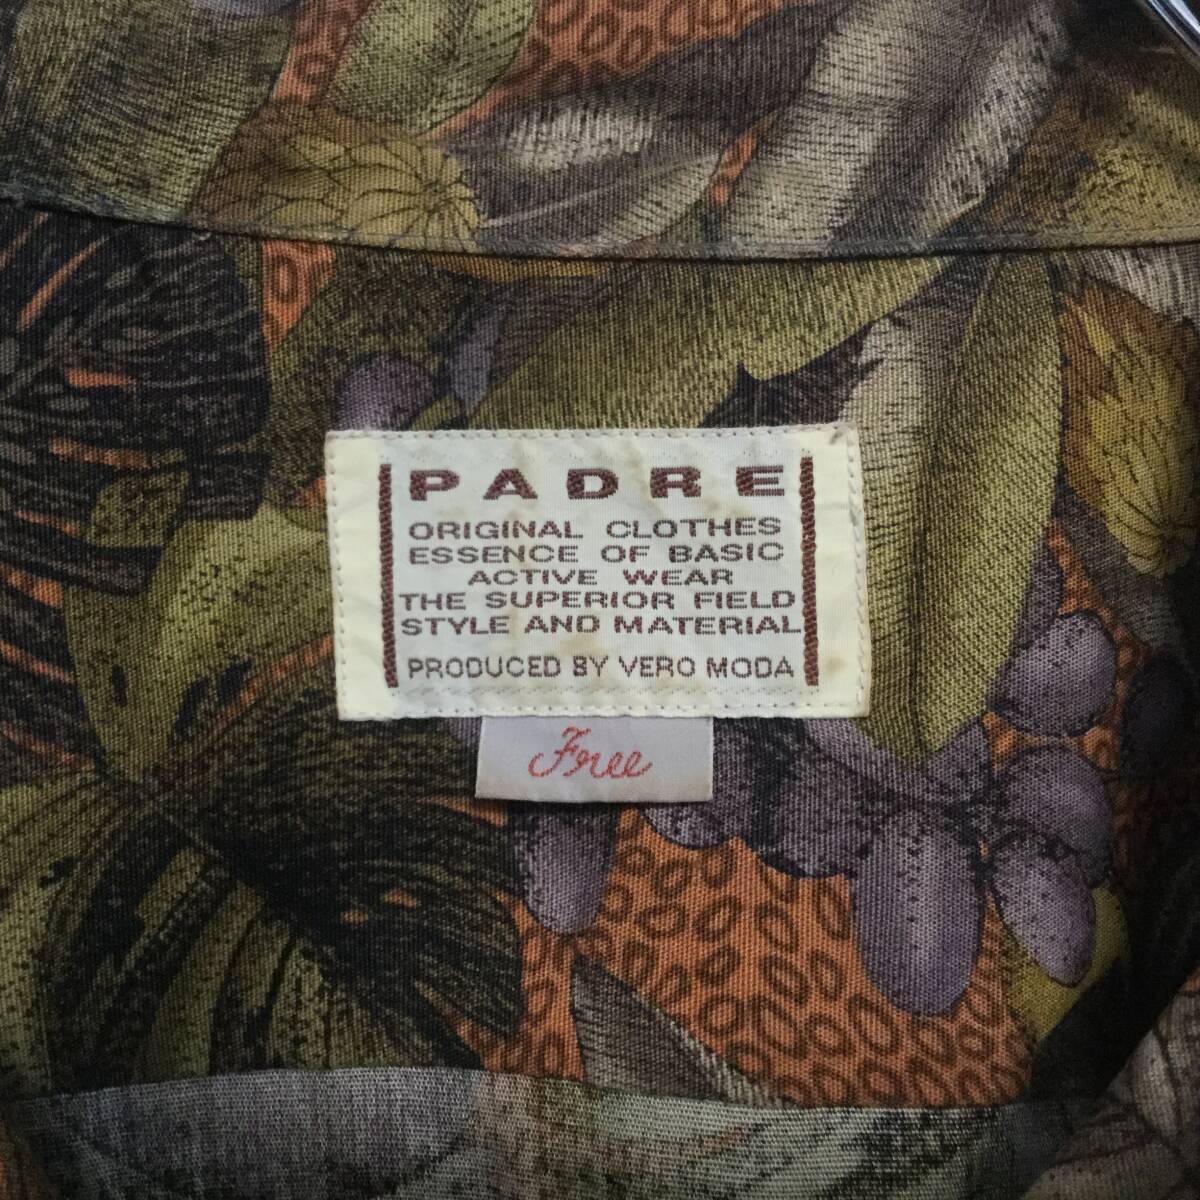 PADRE
ORIGINAL CLOTHES
ESSENCE OF BASIC
ACTIVE WEAR
THE SUPERIOR FIELD
STYLE AND MATERIAL
PRODUCED BY VERO MODA
Free